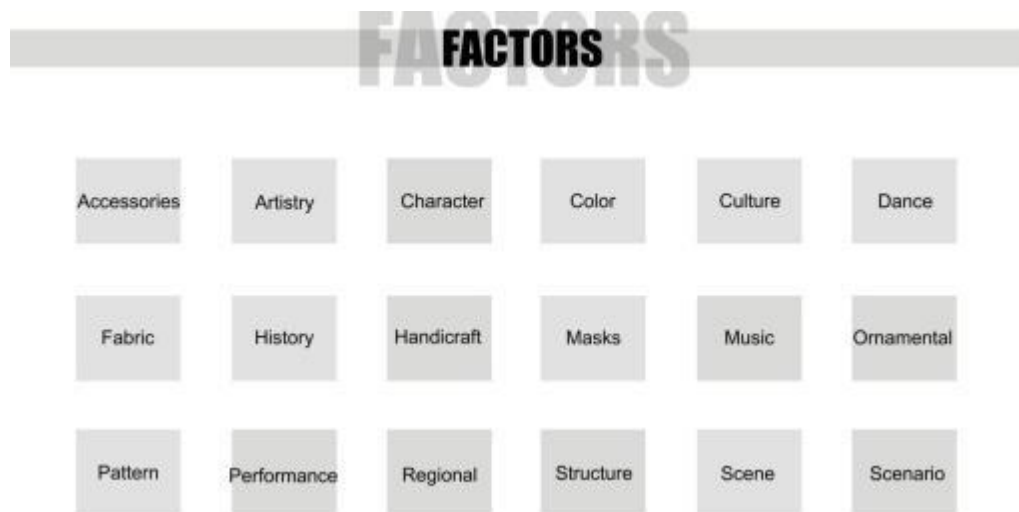 FACTORS
Accessories Artistry Character Color Culture Dance
Fabric History Handicraft Masks Music Ornamental
Pattern Performance Regional Structure Scene Scenario